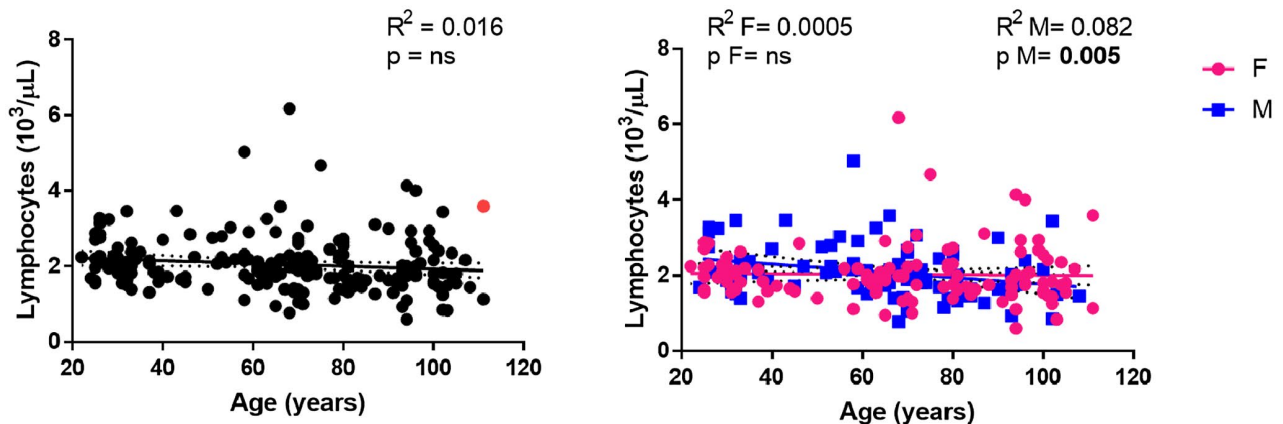 R² = 0.016
p = ns
8
6
4
2
0
Lymphocytes (10³/µL)
20 40 60 80 100 120
Age (years)
R² F= 0.0005
p F= ns
R² M= 0.082
p M= 0.005
8
6
4
2
0
Lymphocytes (10³/µL)
20 40 60 80 100 120
Age (years)
F
M